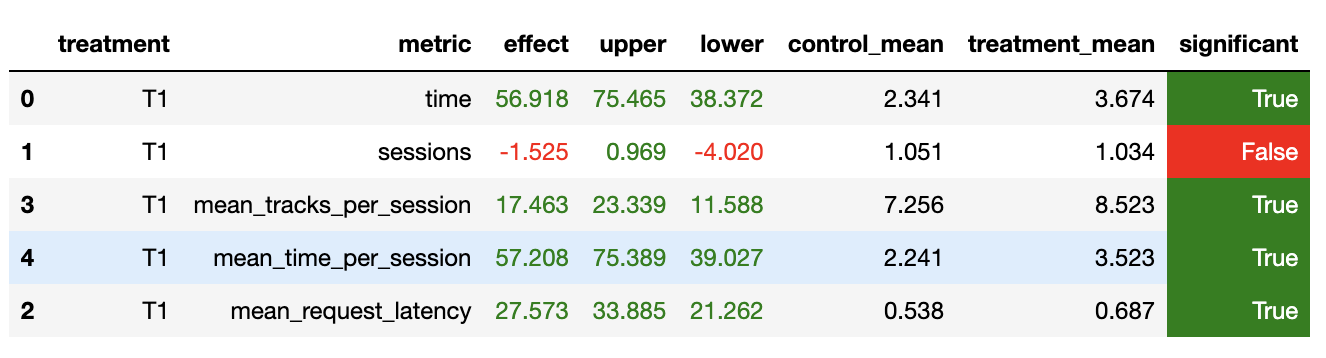 treatment metric effect upper lower control_mean treatment_mean significant
0 T1 time 56.918 75.465 38.372 2.341 3.674 True
1 T1 sessions -1.525 0.969 -4.020 1.051 1.034 False
3 T1 mean_tracks_per_session 17.463 23.339 11.588 7.256 8.523 True
4 T1 mean_time_per_session 57.208 75.389 39.027 2.241 3.523 True
2 T1 mean_request_latency 27.573 33.885 21.262 0.538 0.687 True